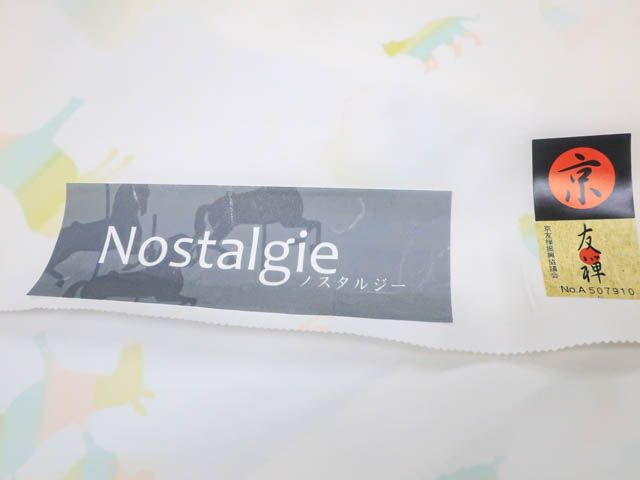 Nostalgie
ノスタルジー
京
友禅
京友禅振興協議会
No.A 507910